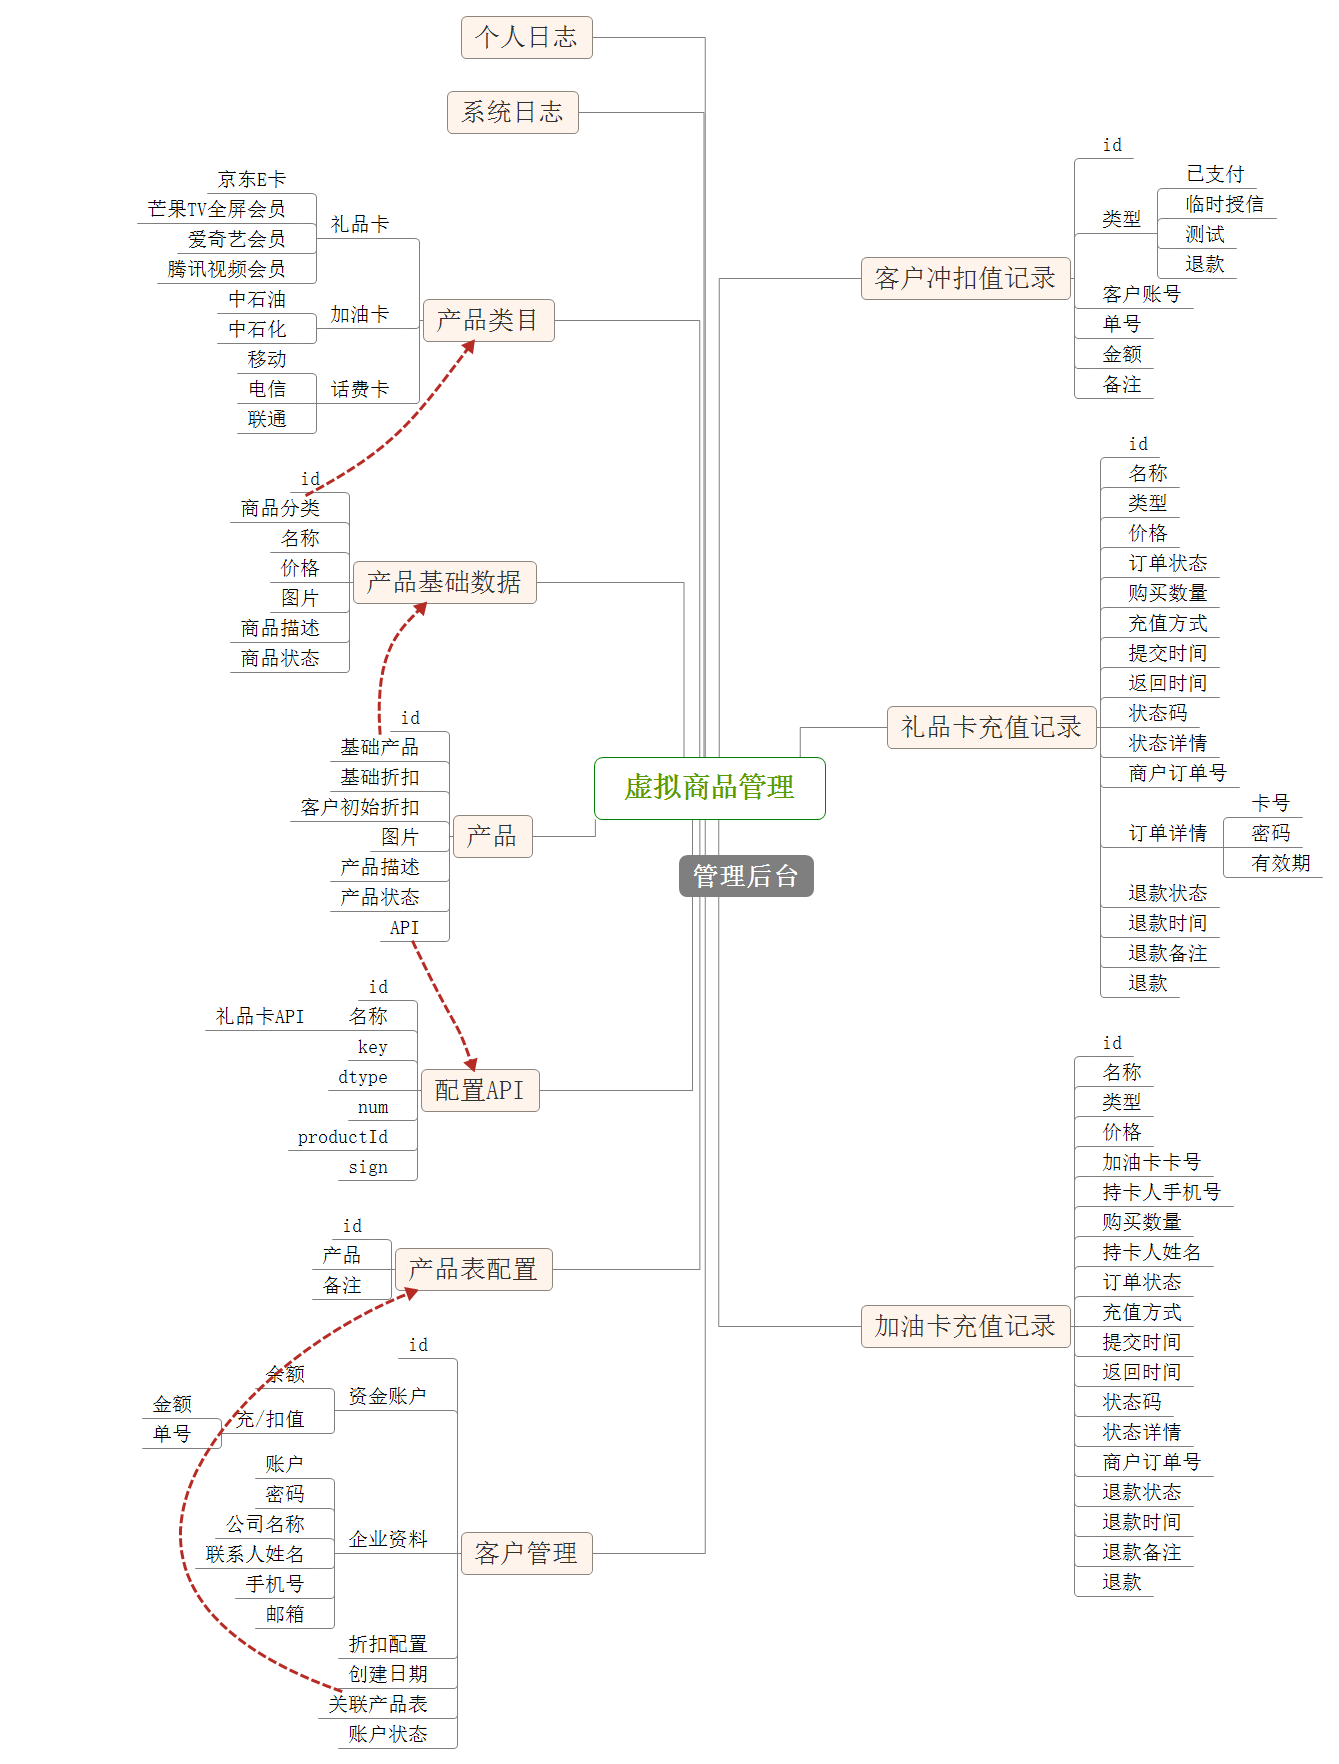 个人日志
系统日志
京东E卡
芒果TV全屏会员
爱奇艺会员
腾讯视频会员
礼品卡
中石油
中石化
加油卡
移动
电信
联通
话费卡
产品类目
id
商品分类
名称
价格
图片
商品描述
商品状态
产品基础数据
id
基础产品
基础折扣
客户初始折扣
图片
产品描述
产品状态
API
产品
id
礼品卡API
名称
key
dtype
num
productId
sign
配置API
id
产品
备注
产品表配置
id
余额
金额
单号
充/扣值
资金账户
账户
密码
公司名称
联系人姓名
手机号
邮箱
企业资料
折扣配置
创建日期
关联产品表
账户状态
客户管理
虚拟商品管理
管理后台
客户冲扣值记录
id
类型
已支付
临时授信
测试
退款
客户账号
单号
金额
备注
礼品卡充值记录
id
名称
类型
价格
订单状态
购买数量
充值方式
提交时间
返回时间
状态码
状态详情
商户订单号
订单详情
卡号
密码
有效期
退款状态
退款时间
退款备注
退款
加油卡充值记录
id
名称
类型
价格
加油卡卡号
持卡人手机号
购买数量
持卡人姓名
订单状态
充值方式
提交时间
返回时间
状态码
状态详情
商户订单号
退款状态
退款时间
退款备注
退款